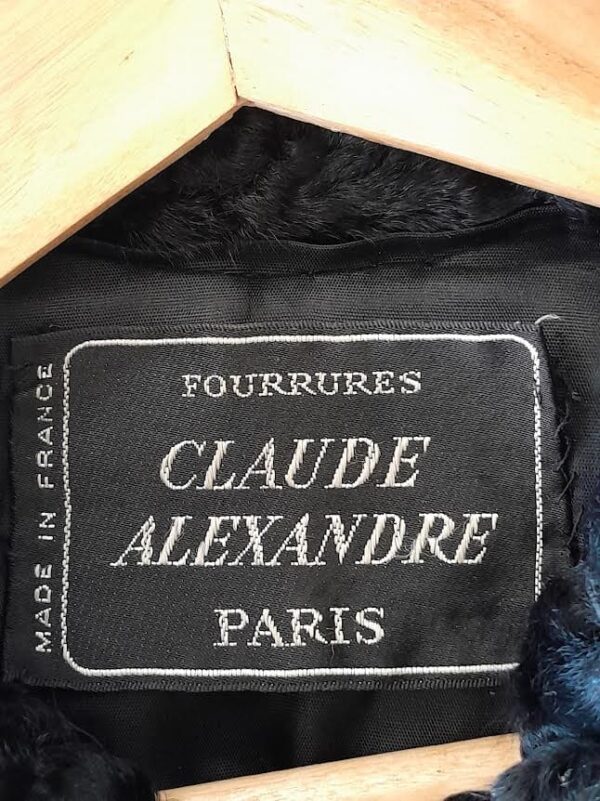 FOURRURES
CLAUDE
ALEXANDRE
PARIS
MADE IN FRANCE